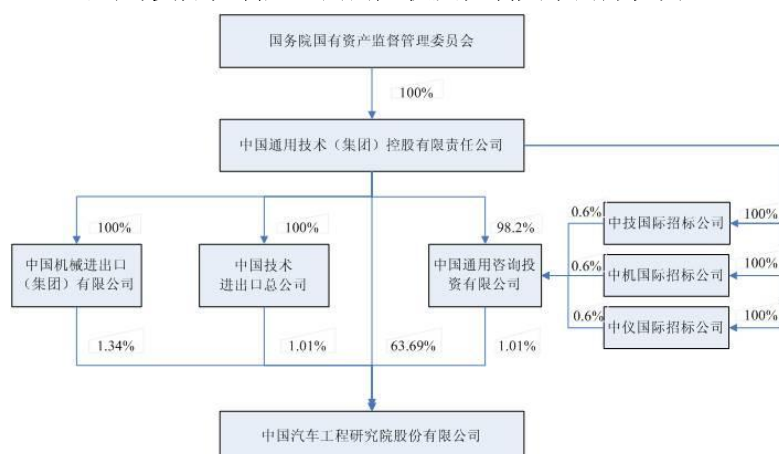 国务院国有资产监督管理委员会
100%
中国通用技术（集团）控股有限责任公司
100%
100%
98.2%
中国机械进出口
（集团）有限公司
中国技术
进出口总公司
中国通用咨询投
资有限公司
0.6%
中技国际招标公司
100%
0.6%
中机国际招标公司
100%
0.6%
中仪国际招标公司
100%
1.34%
1.01%
63.69%
1.01%
中国汽车工程研究院股份有限公司